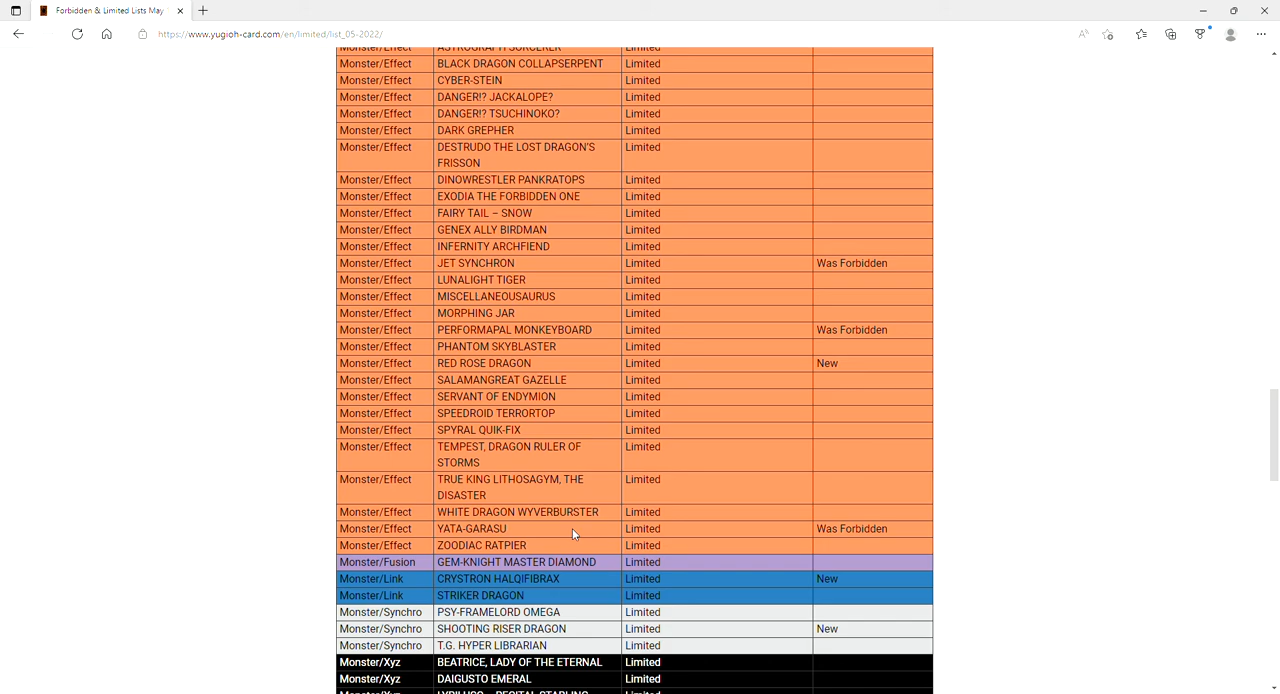 Forbidden & Limited Lists May
https://www.yugioh-card.com/en/limited/list_05-2022/
Monster/Effect ASTROGRAPH SORCERER Limited
Monster/Effect BLACK DRAGON COLLAPSERPENT Limited
Monster/Effect CYBER-STEIN Limited
Monster/Effect DANGER!? JACKALOPE? Limited
Monster/Effect DANGER!? TSUCHINOKO? Limited
Monster/Effect DARK GREPHER Limited
Monster/Effect DESTRUDO THE LOST DRAGON'S Limited
FRISSON
Monster/Effect DINOWRESTLER PANKRATOPS Limited
Monster/Effect EXODIA THE FORBIDDEN ONE Limited
Monster/Effect FAIRY TAIL – SNOW Limited
Monster/Effect GENEX ALLY BIRDMAN Limited
Monster/Effect INFERNITY ARCHFIEND Limited
Monster/Effect JET SYNCHRON Limited Was Forbidden
Monster/Effect LUNALIGHT TIGER Limited
Monster/Effect MISCELLANEOUSAURUS Limited
Monster/Effect MORPHING JAR Limited
Monster/Effect PERFORMAPAL MONKEYBOARD Limited Was Forbidden
Monster/Effect PHANTOM SKYBLASTER Limited
Monster/Effect RED ROSE DRAGON Limited New
Monster/Effect SALAMANGREAT GAZELLE Limited
Monster/Effect SERVANT OF ENDYMION Limited
Monster/Effect SPEEDROID TERRORTOP Limited
Monster/Effect SPYRAL QUIK-FIX Limited
Monster/Effect TEMPEST, DRAGON RULER OF Limited
STORMS
Monster/Effect TRUE KING LITHOSAGYM, THE Limited
DISASTER
Monster/Effect WHITE DRAGON WYVERBURSTER Limited
Monster/Effect YATA-GARASU Limited Was Forbidden
Monster/Effect ZOODIAC RATPIER Limited
Monster/Fusion GEM-KNIGHT MASTER DIAMOND Limited
Monster/Link CRYSTRON HALQIFIBRAX Limited New
Monster/Link STRIKER DRAGON Limited
Monster/Synchro PSY-FRAMELORD OMEGA Limited
Monster/Synchro SHOOTING RISER DRAGON Limited New
Monster/Synchro T.G. HYPER LIBRARIAN Limited
Monster/Xyz BEATRICE, LADY OF THE ETERNAL Limited
Monster/Xyz DAIGUSTO EMERAL Limited
Monster/Xyz Limited